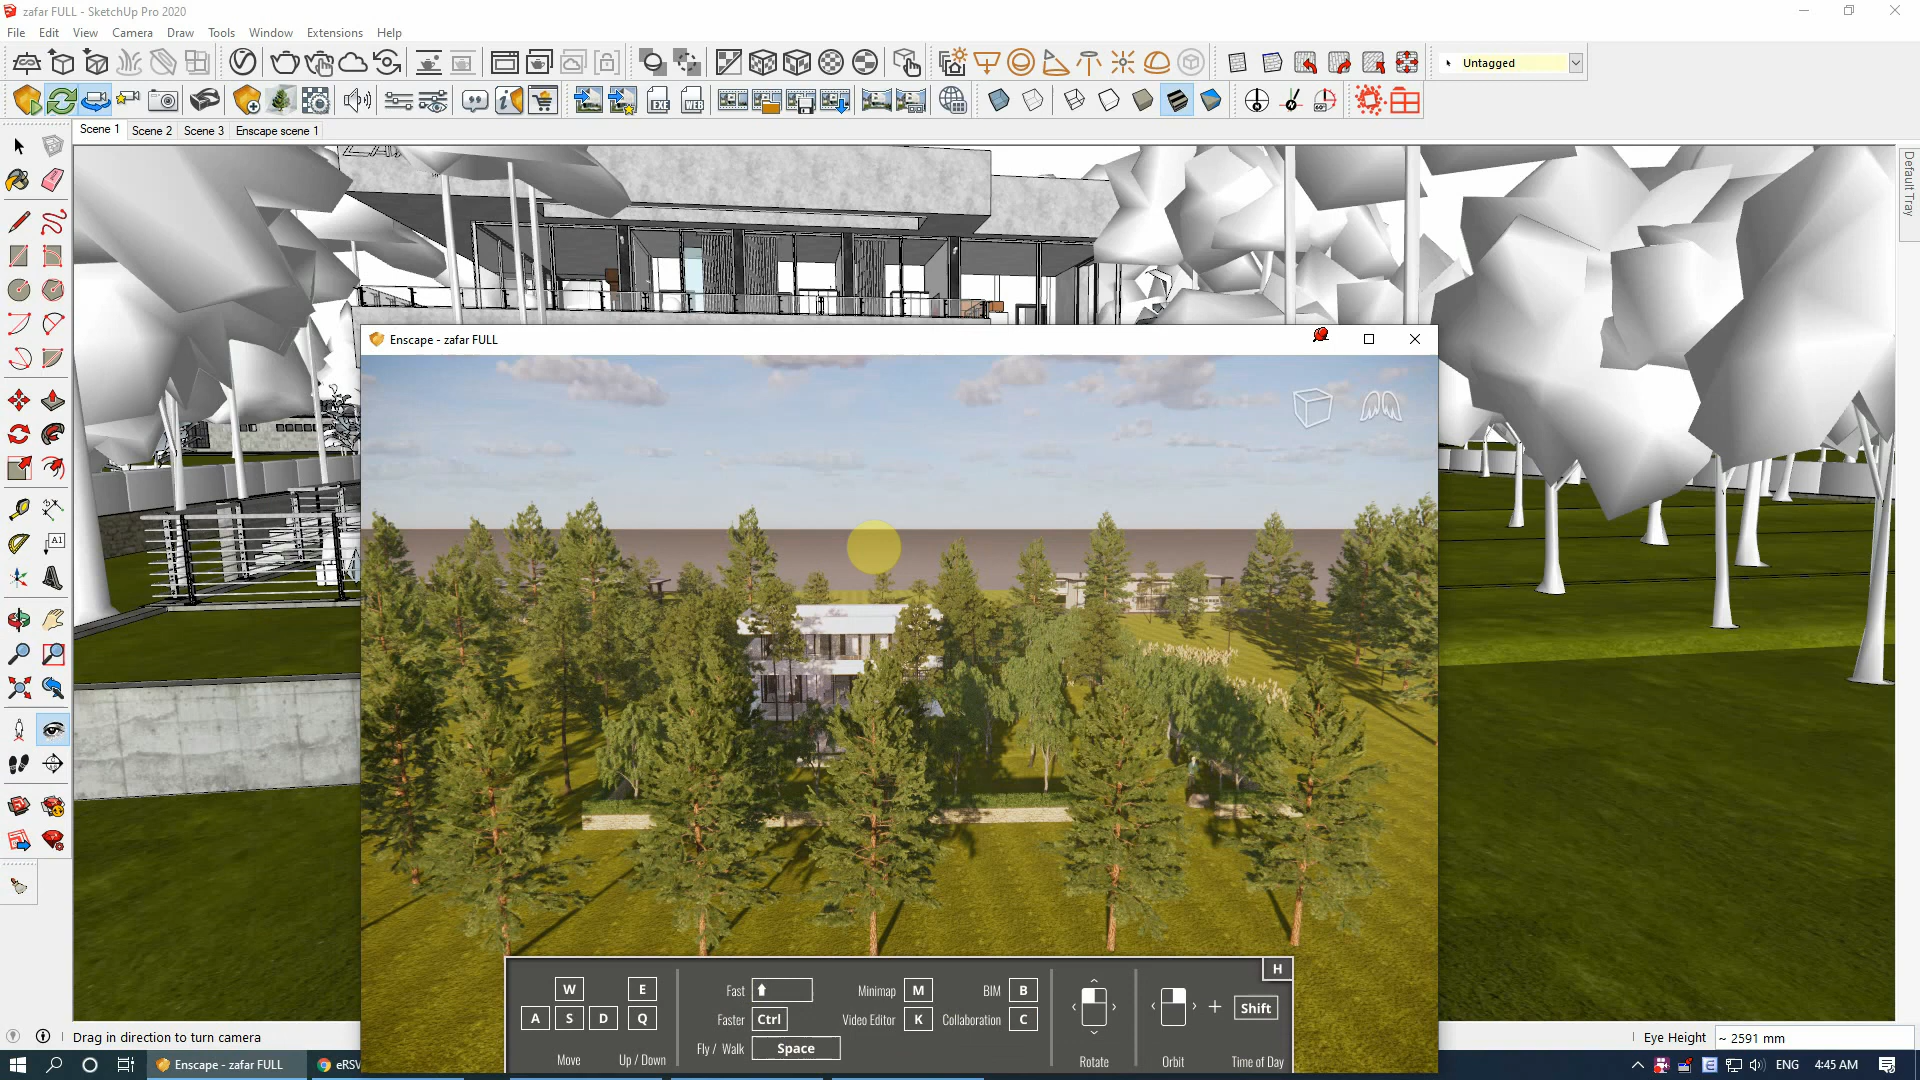 zafar FULL - SketchUp Pro 2020
File Edit View Camera Draw Tools Window Extensions Help
Untagged
EXE
WEB
Scene 1 Scene 2 Scene 3 Enscape scene 1
Default Tray
A1
Enscape - zafar FULL
H
W E
A S D Q
Move Up / Down
Fast Minimap M BIM B
Faster Ctrl Video Editor K Collaboration C
Fly / Walk Space
Rotate Orbit
+ Shift
Time of Day
Drag in direction to turn camera
Eye Height ~ 2591 mm
Enscape - zafar FULL
eRSV
ENG 4:45 AM